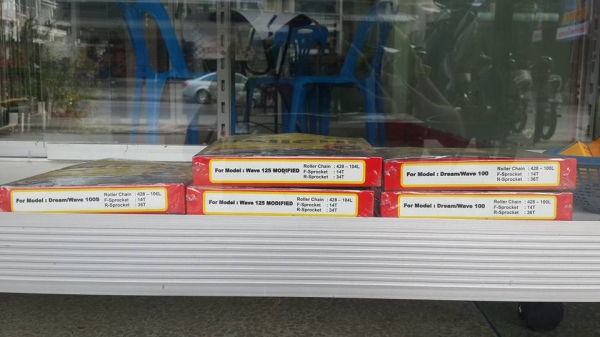 For Model : Wave 125 MODIFIED
Roller Chain : 428 – 104L
F-Sprocket : 14T
R-Sprocket : 34T
For Model : Dream/Wave 100
Roller Chain : 428 – 100L
F-Sprocket : 14T
R-Sprocket : 36T
For Model : Dream/Wave 100S
Roller Chain : 428 – 100L
F-Sprocket : 14T
R-Sprocket : 36T
For Model : Wave 125 MODIFIED
Roller Chain : 428 – 104L
F-Sprocket : 14T
R-Sprocket : 34T
For Model : Dream/Wave 100
Roller Chain : 428 – 100L
F-Sprocket : 14T
R-Sprocket : 36T